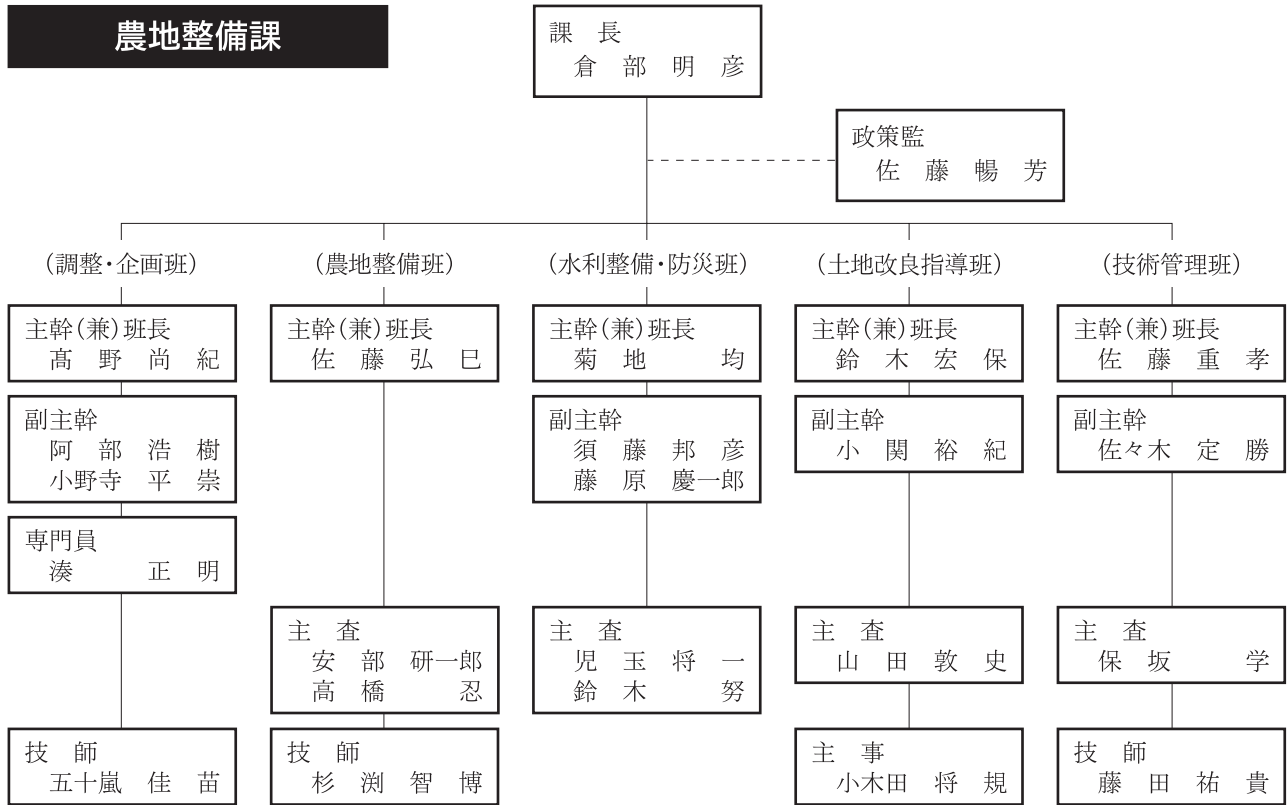 農地整備課
課長
倉部明彦
政策監
佐藤暢芳
(調整・企画班)
主幹(兼)班長
髙野尚紀
副主幹
阿部浩樹
小野寺平崇
専門員
湊正明
技師
五十嵐佳苗
(農地整備班)
主幹(兼)班長
佐藤弘巳
主査
安部研一郎
高橋忍
技師
杉渕智博
(水利整備・防災班)
主幹(兼)班長
菊地均
副主幹
須藤邦彦
藤原慶一郎
主査
児玉将一
鈴木努
(土地改良指導班)
主幹(兼)班長
鈴木宏保
副主幹
小関裕紀
主査
山田敦史
主事
小木田将規
(技術管理班)
主幹(兼)班長
佐藤重孝
副主幹
佐々木定勝
主査
保坂学
技師
藤田祐貴